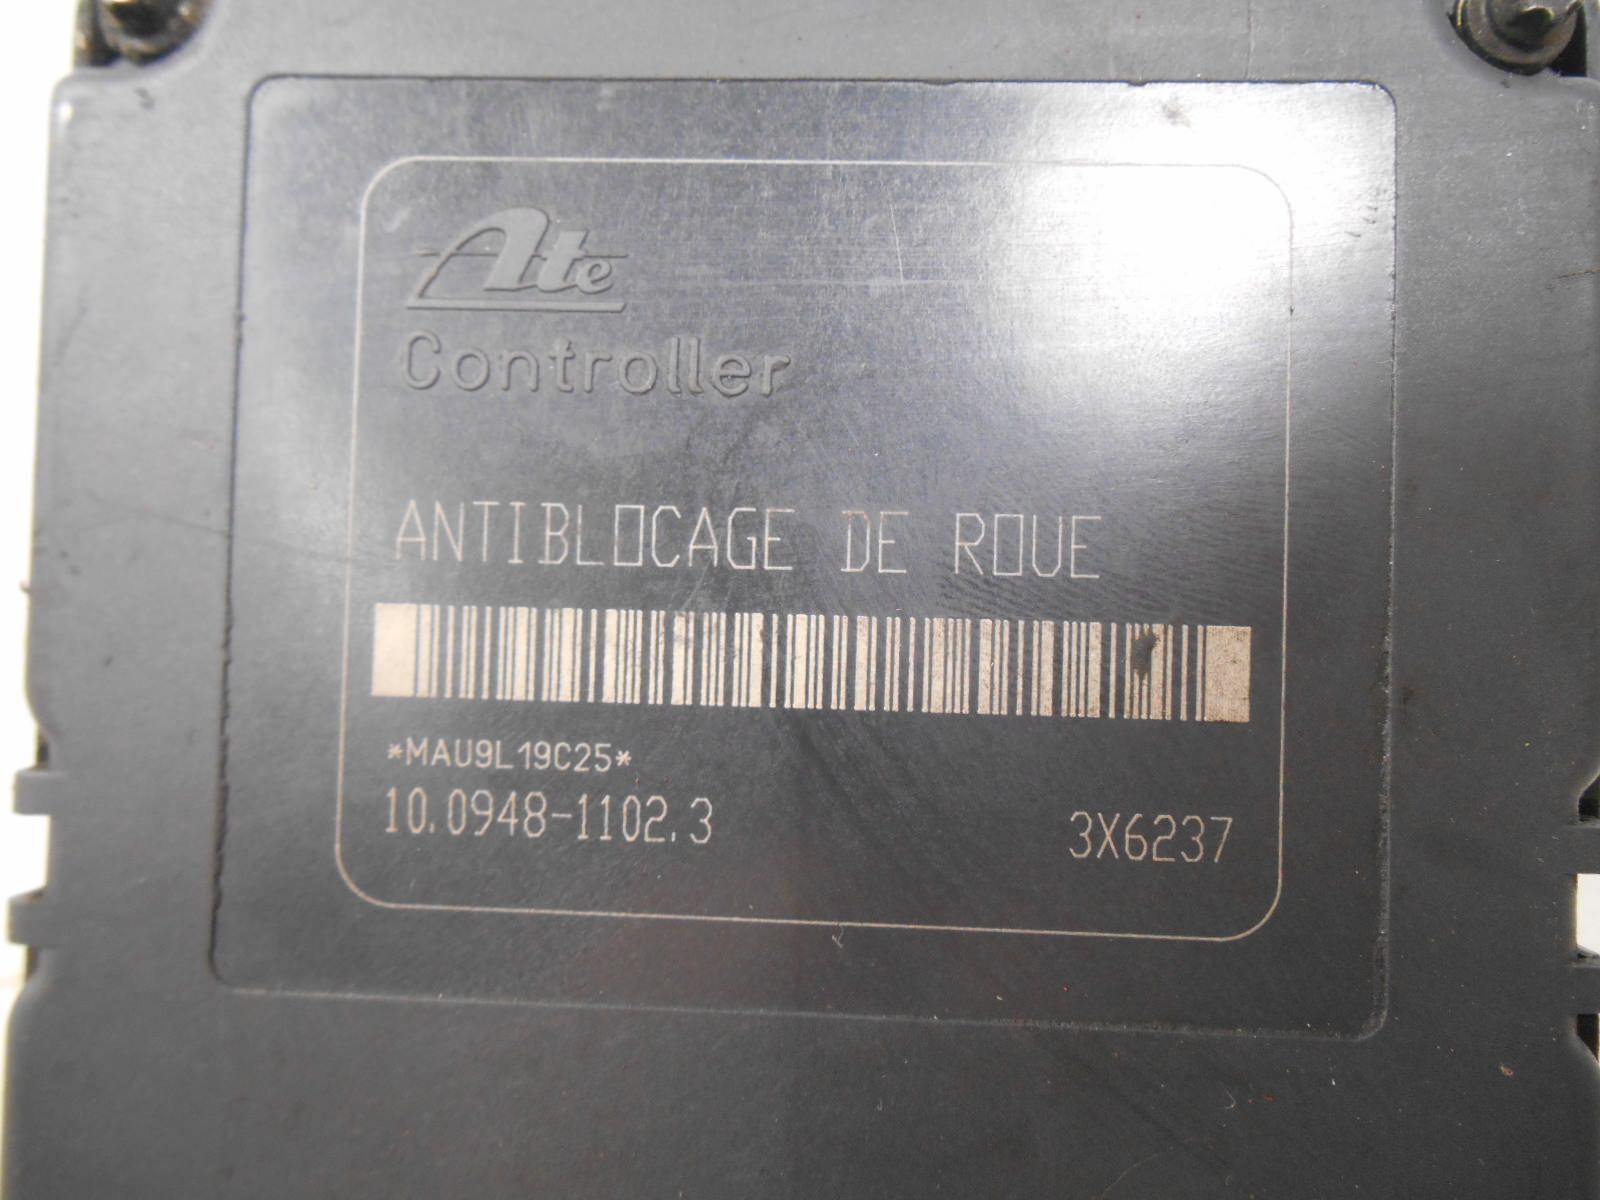 Ate
Controller
ANTIBLOCAGE DE ROUE
*MAU9L19C25*
10.0948-1102.3
3X6237